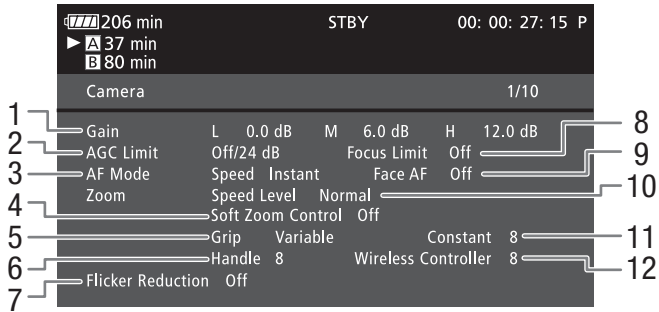 206 min STBY 00: 00: 27: 15 P
A 37 min
B 80 min
Camera 1/10
1 Gain L 0.0 dB M 6.0 dB H 12.0 dB
2 AGC Limit Off/24 dB Focus Limit Off 8
3 AF Mode Speed Instant Face AF Off 9
Zoom Speed Level Normal 10
4 Soft Zoom Control Off
5 Grip Variable Constant 8 11
6 Handle 8 Wireless Controller 8 12
7 Flicker Reduction Off